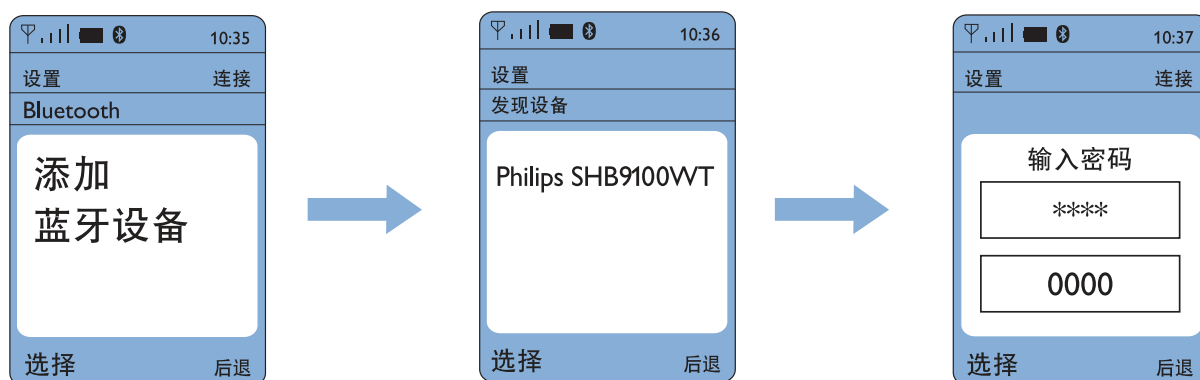 10:35
设置 连接
Bluetooth
添加
蓝牙设备
选择 后退
10:36
设置
发现设备
Philips SHB9100WT
选择 后退
10:37
设置 连接
输入密码
****
0000
选择 后退